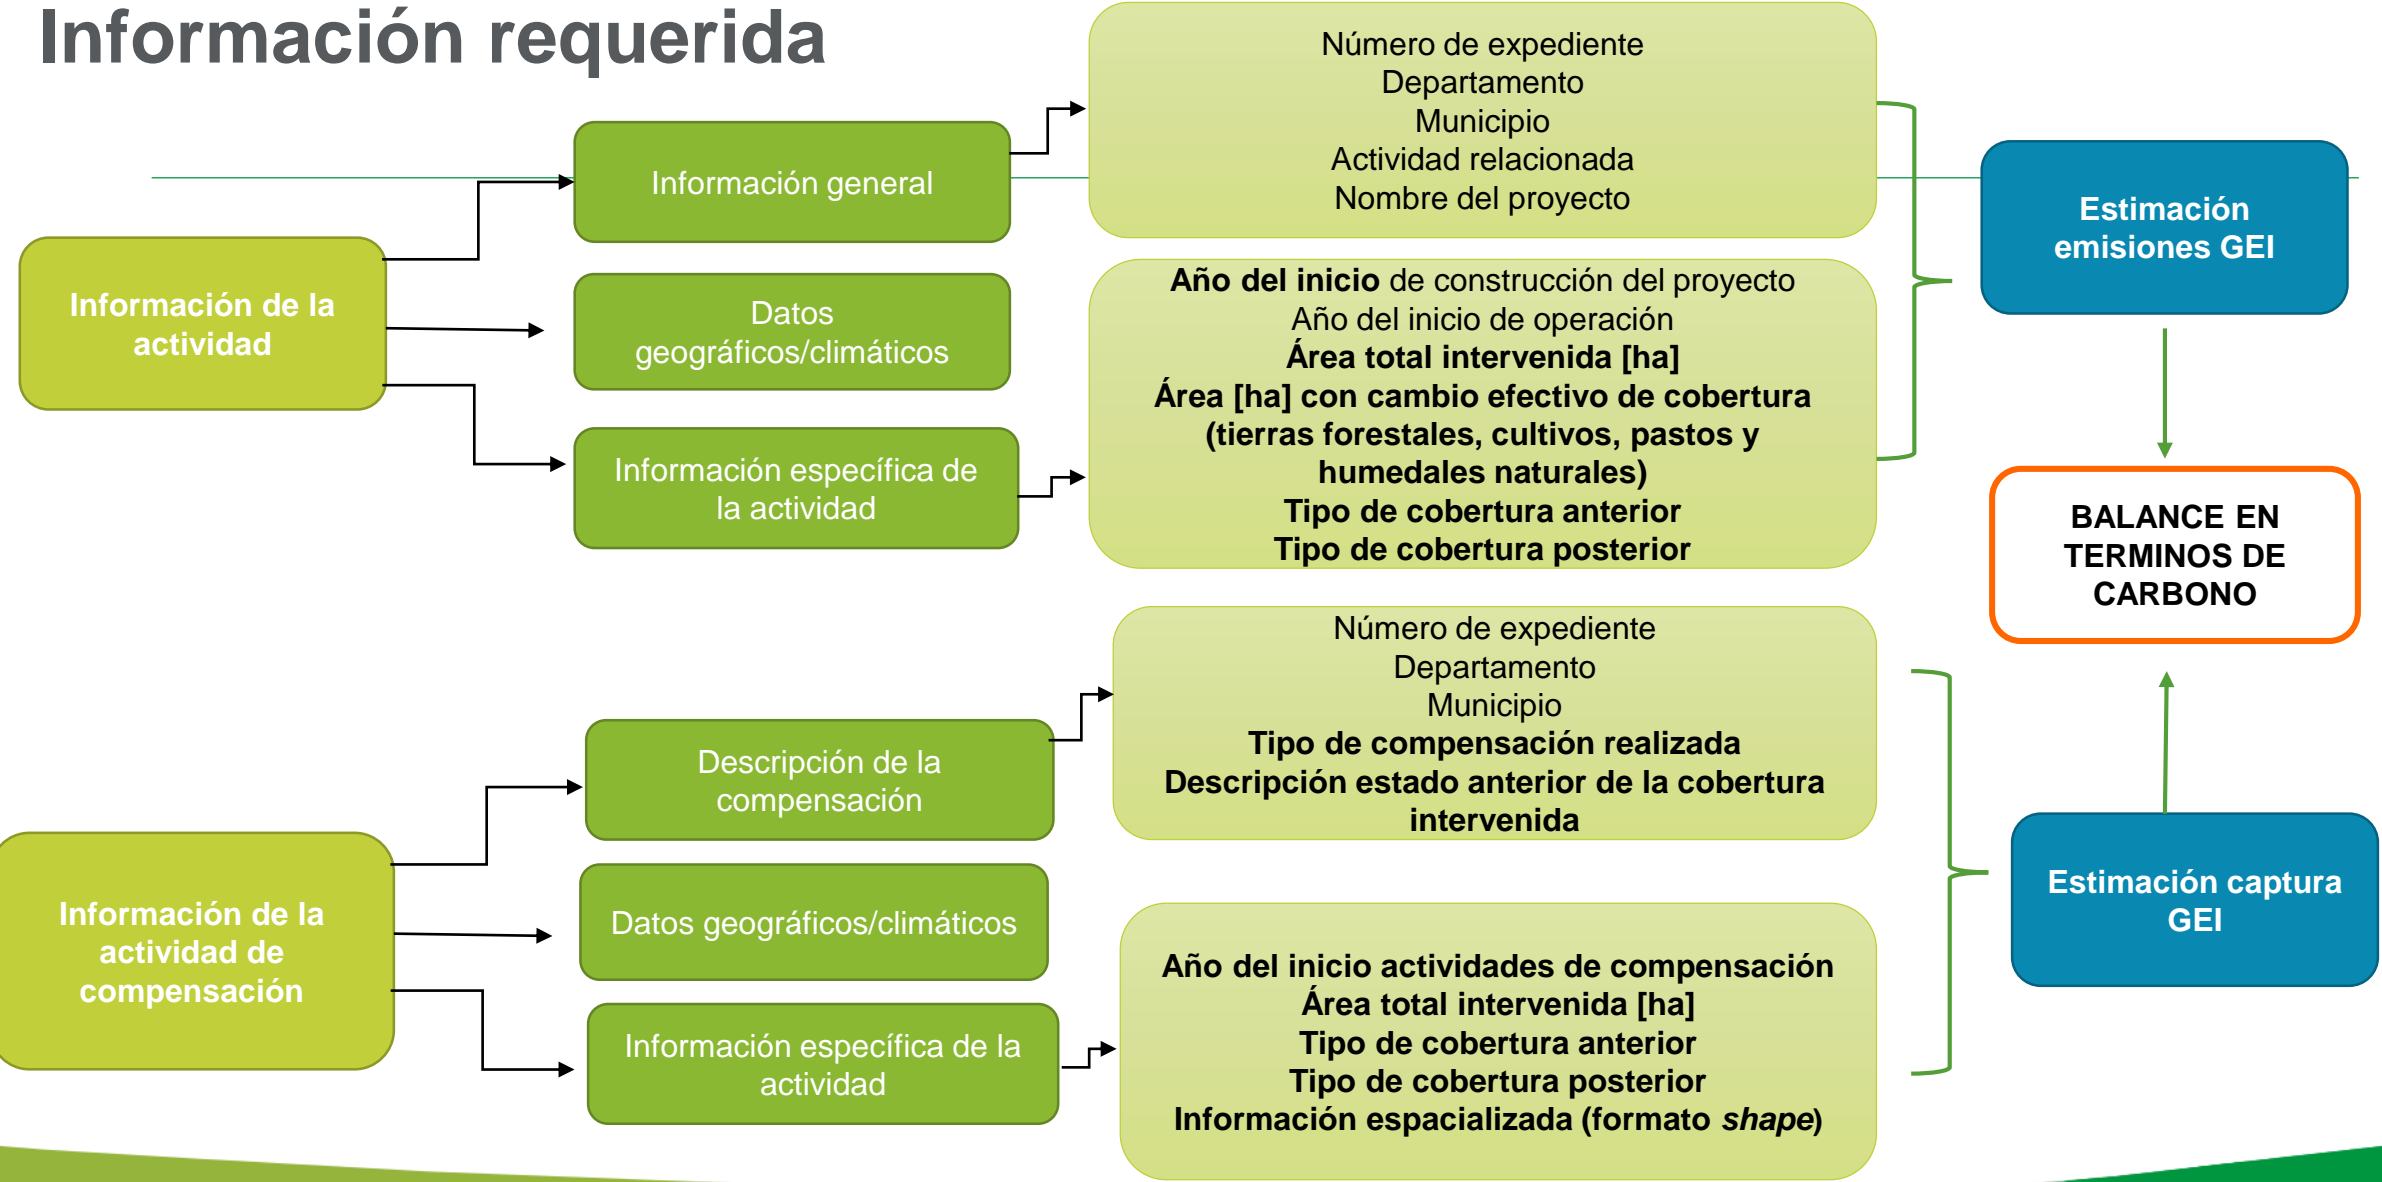 Información requerida
Información de la
actividad
Información general
Datos
geográficos/climáticos
Información específica de
la actividad
Número de expediente
Departamento
Municipio
Actividad relacionada
Nombre del proyecto
Año del inicio de construcción del proyecto
Año del inicio de operación
Área total intervenida [ha]
Área [ha] con cambio efectivo de cobertura
(tierras forestales, cultivos, pastos y
humedales naturales)
Tipo de cobertura anterior
Tipo de cobertura posterior
Estimación
emisiones GEI
BALANCE EN
TERMINOS DE
CARBONO
Información de la
actividad de
compensación
Descripción de la
compensación
Datos geográficos/climáticos
Información específica de la
actividad
Número de expediente
Departamento
Municipio
Tipo de compensación realizada
Descripción estado anterior de la cobertura
intervenida
Año del inicio actividades de compensación
Área total intervenida [ha]
Tipo de cobertura anterior
Tipo de cobertura posterior
Información espacializada (formato shape)
Estimación captura
GEI